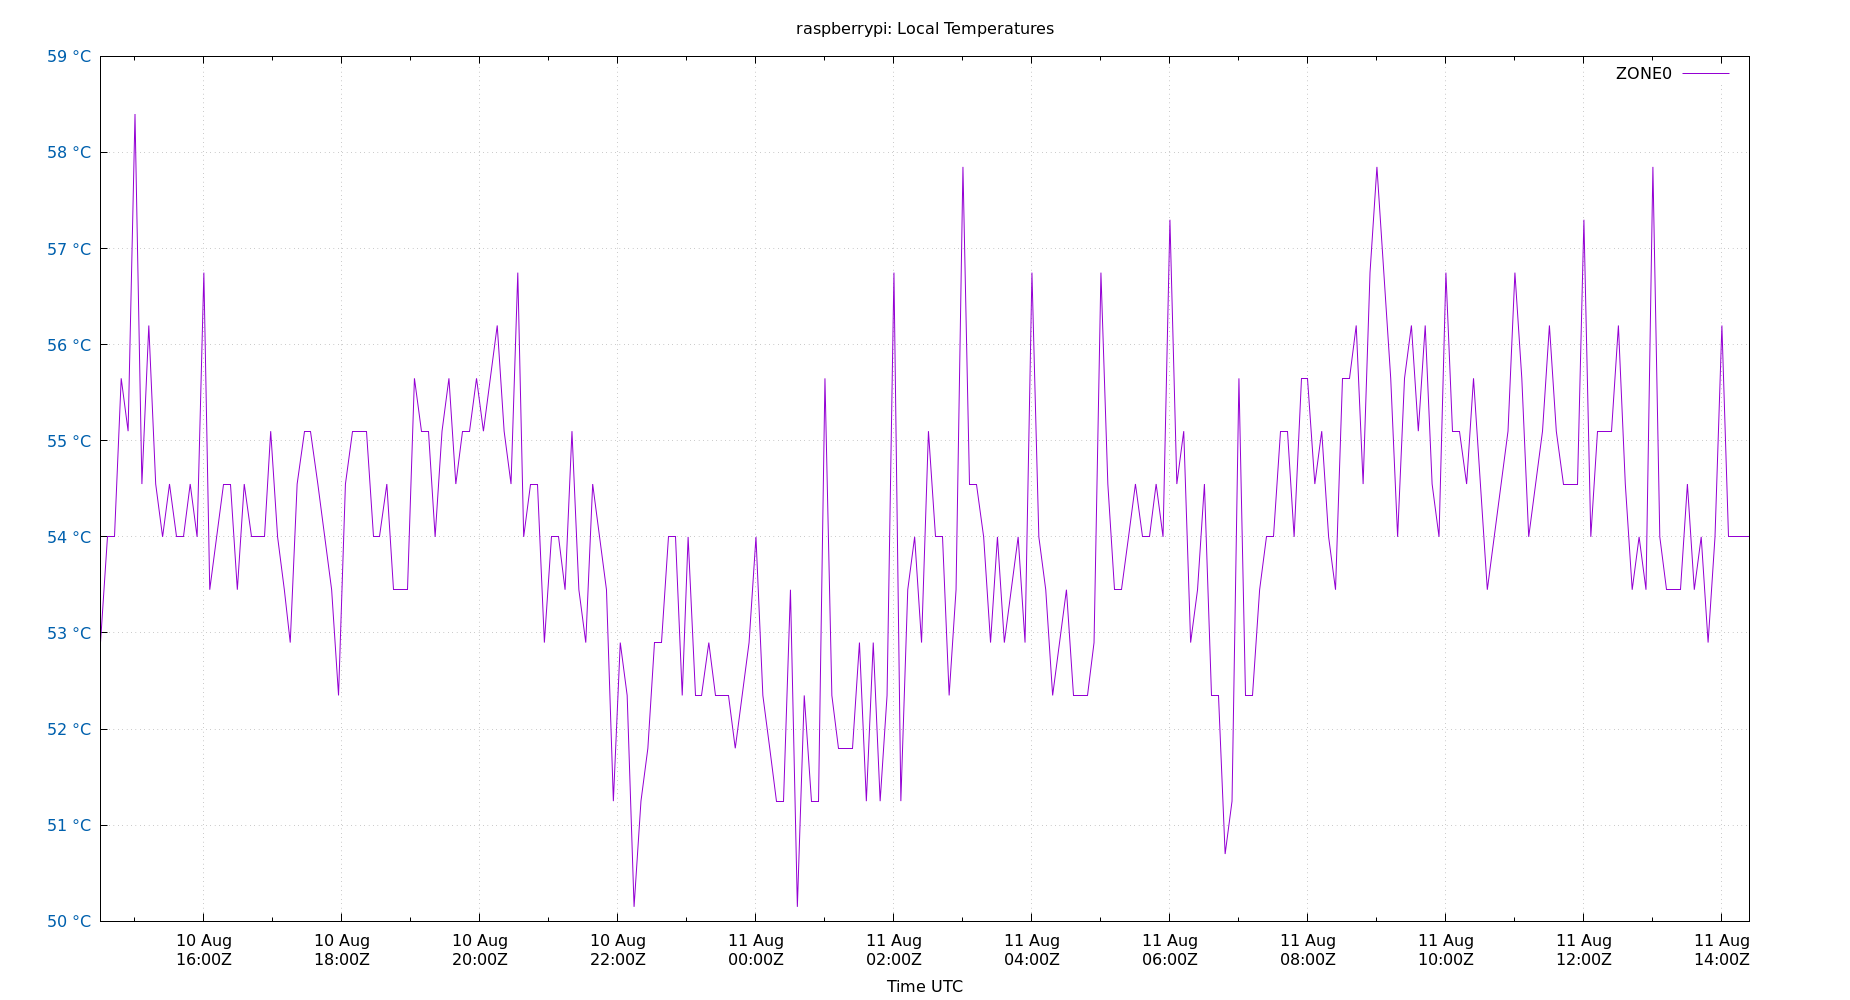 raspberrypi: Local Temperatures
59 °C
ZONE0
58 °C
57 °C
56 °C
55 °C
54 °C
53 °C
52 °C
51 °C
50 °C
10 Aug 10 Aug 10 Aug 10 Aug 11 Aug 11 Aug 11 Aug 11 Aug 11 Aug 11 Aug 11 Aug 11 Aug
16:00Z 18:00Z 20:00Z 22:00Z 00:00Z 02:00Z 04:00Z 06:00Z 08:00Z 10:00Z 12:00Z 14:00Z
Time UTC